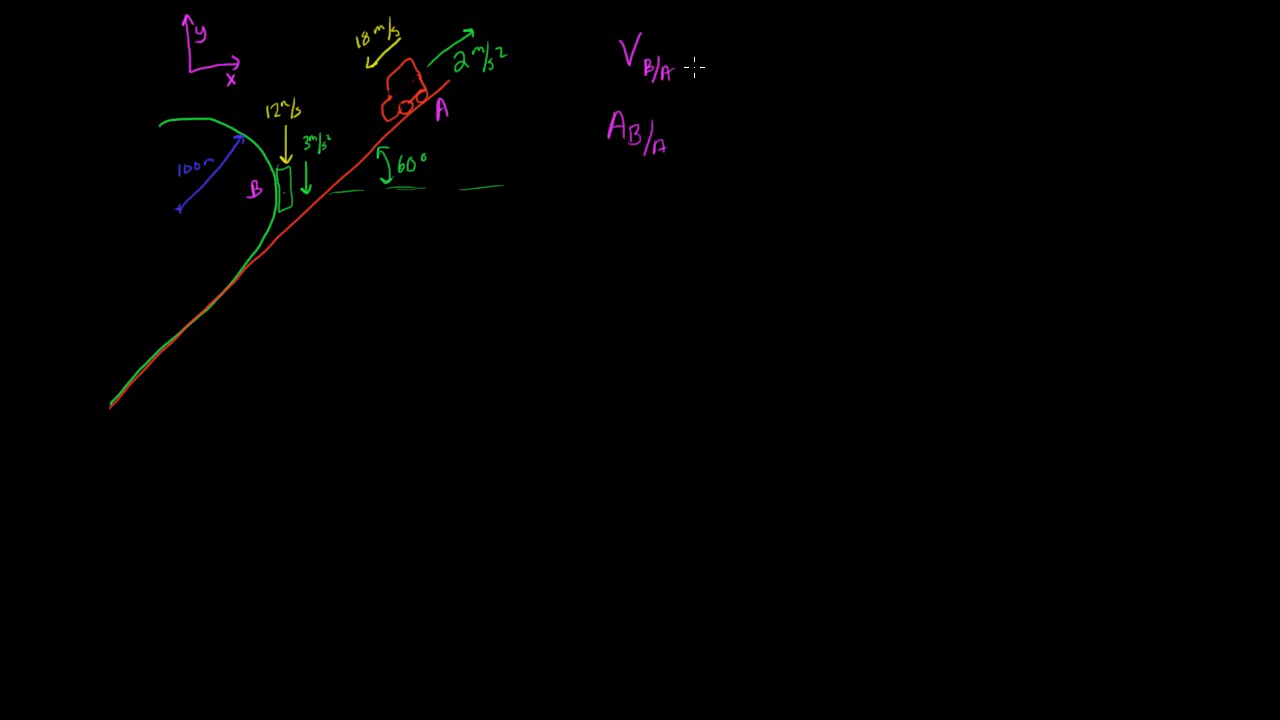 y
x
18 m/s
2 m/s²
A
12 m/s
3 m/s²
60°
100m
B
V B/A
A B/A